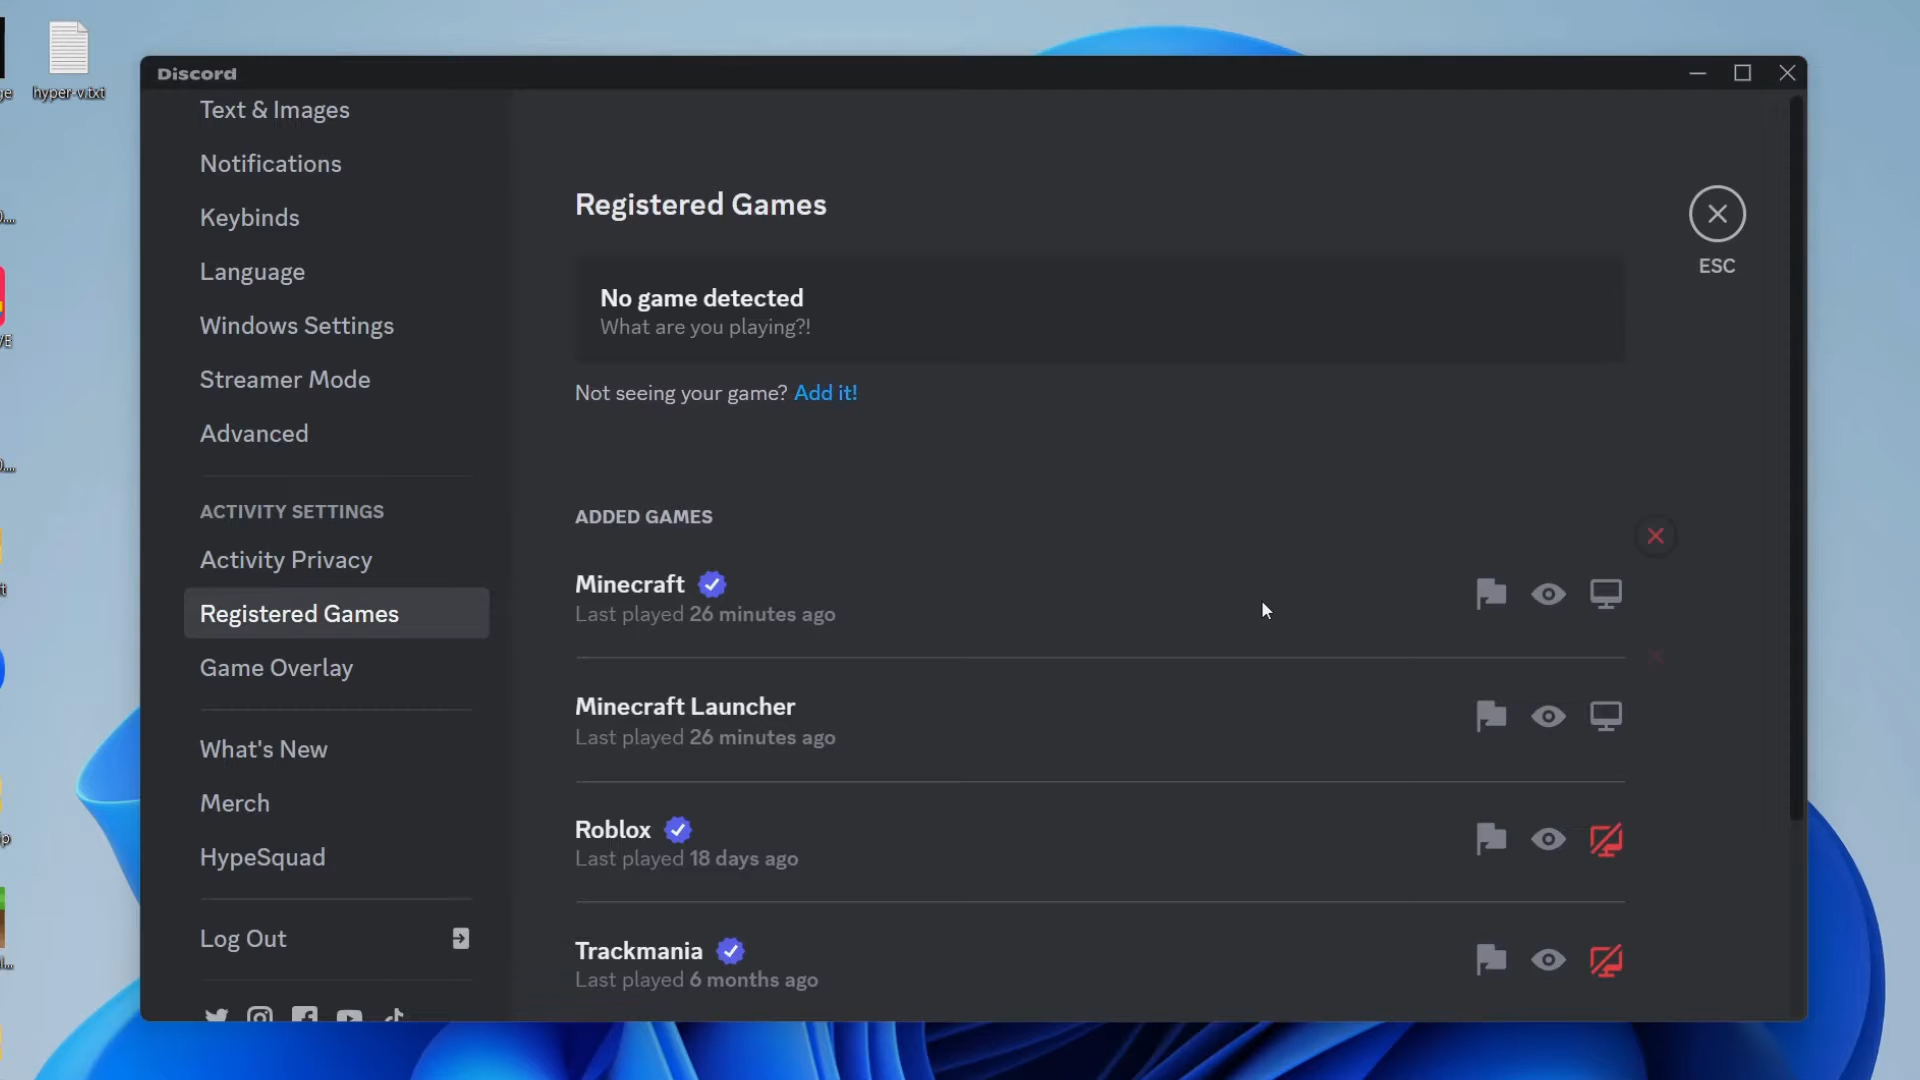 hyper-v.txt
Discord
Text & Images
Notifications
Keybinds
Language
Windows Settings
Streamer Mode
Advanced
ACTIVITY SETTINGS
Activity Privacy
Registered Games
Game Overlay
What's New
Merch
HypeSquad
Log Out
Registered Games
ESC
No game detected
What are you playing?!
Not seeing your game? Add it!
ADDED GAMES
Minecraft
Last played 26 minutes ago
Minecraft Launcher
Last played 26 minutes ago
Roblox
Last played 18 days ago
Trackmania
Last played 6 months ago